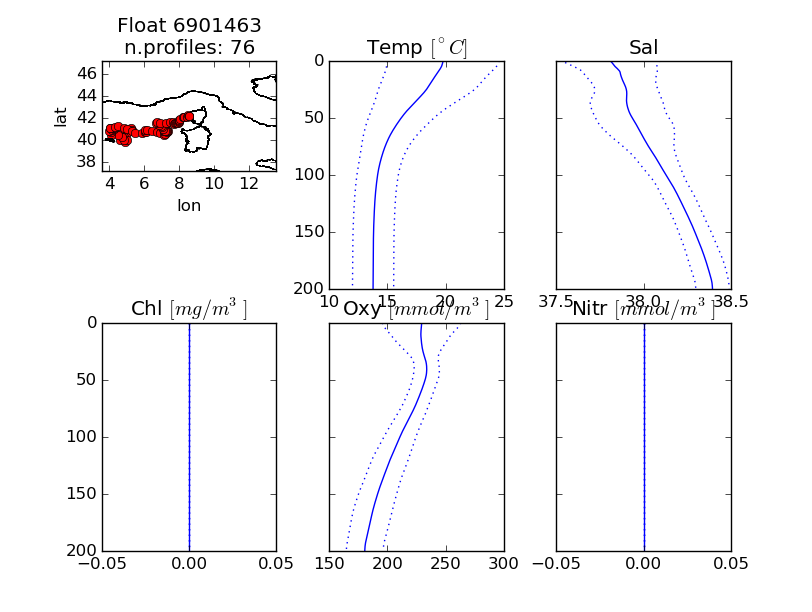 Float 6901463
n.profiles: 76
46
44
42
40
38
4 6 8 10 12
lat
lon
Temp [°C]
0
50
100
150
200
10 15 20 25
Sal
37.5 38.0 38.5
Chl [mg/m³]
0
50
100
150
200
−0.05 0.00 0.05
Oxy [mmol/m³]
150 200 250 300
Nitr [mmol/m³]
−0.05 0.00 0.05